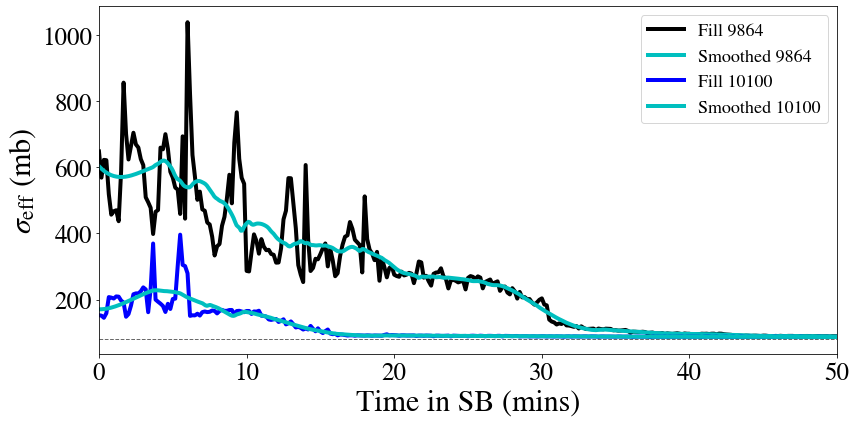 Fill 9864
Smoothed 9864
Fill 10100
Smoothed 10100
σeff (mb)
1000
800
600
400
200
0 10 20 30 40 50
Time in SB (mins)